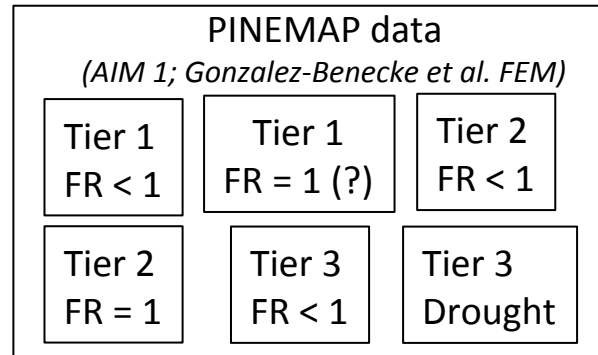 PINEMAP data
(AIM 1; Gonzalez-Benecke et al. FEM)
Tier 1
FR < 1
Tier 1
FR = 1 (?)
Tier 2
FR < 1
Tier 2
FR = 1
Tier 3
FR < 1
Tier 3
Drought